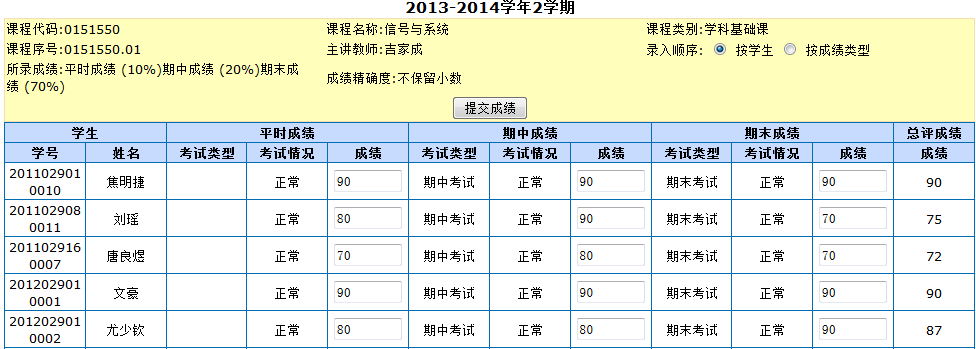 2013-2014学年2学期
课程代码:0151550 课程名称:信号与系统 课程类别:学科基础课
课程序号:0151550.01 主讲教师:吉家成 录入顺序: 按学生 按成绩类型
所录成绩:平时成绩 (10%)期中成绩 (20%)期末成
绩 (70%) 成绩精确度:不保留小数
提交成绩
学生 平时成绩 期中成绩 期末成绩 总评成绩
学号 姓名 考试类型 考试情况 成绩 考试类型 考试情况 成绩 考试类型 考试情况 成绩 成绩
201102901
0010 焦明捷 正常 90 期中考试 正常 90 期末考试 正常 90 90
201102908
0011 刘瑶 正常 80 期中考试 正常 90 期末考试 正常 70 75
201102916
0007 唐良煜 正常 70 期中考试 正常 80 期末考试 正常 70 72
201202901
0001 文豪 正常 90 期中考试 正常 90 期末考试 正常 90 90
201202901
0002 尤少钦 正常 80 期中考试 正常 80 期末考试 正常 90 87